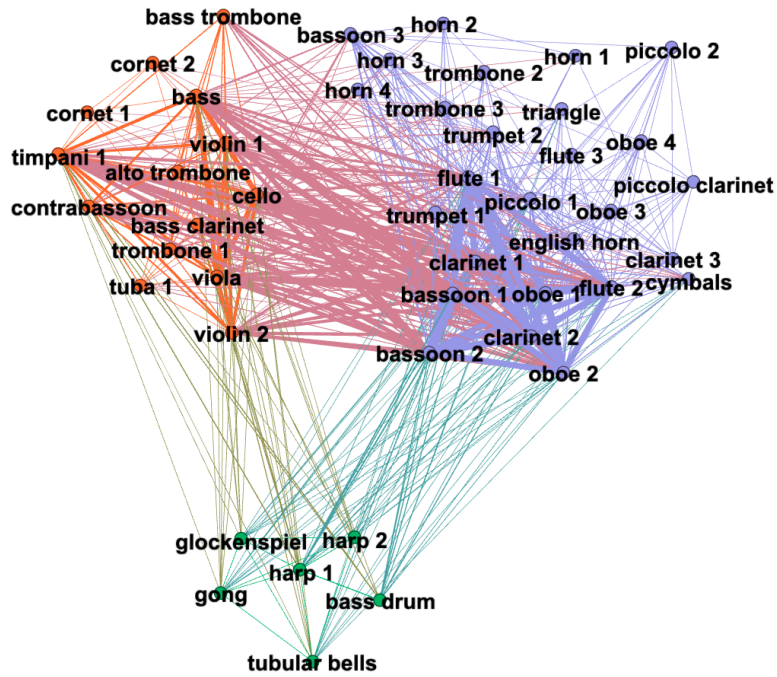 bass trombone
bassoon 3
horn 2
cornet 2
horn 3
trombone 2
horn 1
piccolo 2
bass
horn 4
cornet 1
trombone 3
triangle
timpani 1
violin 1
trumpet 2
oboe 4
alto trombone
flute 1
flute 3
piccolo clarinet
contrabassoon
cello
trumpet 1
piccolo 1
oboe 3
bass clarinet
english horn
trombone 1
clarinet 1
clarinet 3
tuba 1
viola
bassoon 1
oboe 1
flute 2
cymbals
violin 2
bassoon 2
clarinet 2
oboe 2
glockenspiel
harp 2
harp 1
gong
bass drum
tubular bells